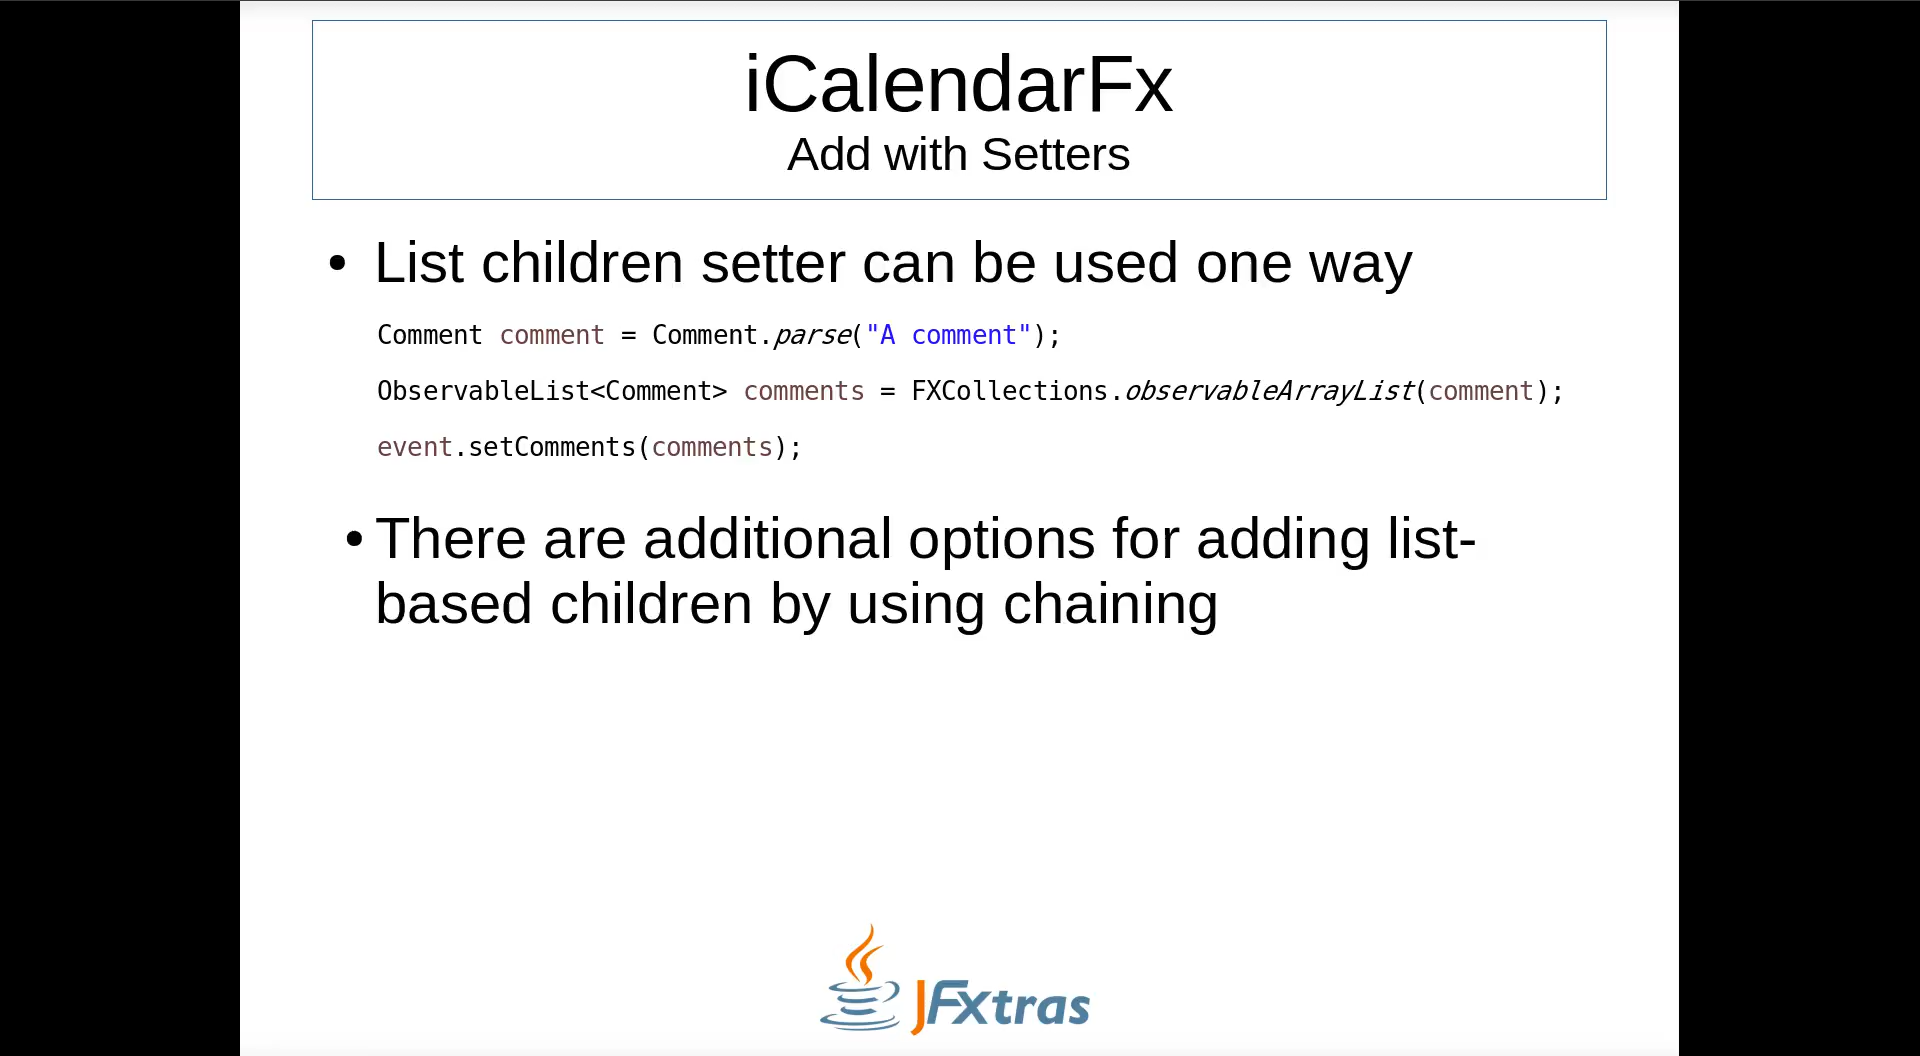 iCalendarFx
Add with Setters
• List children setter can be used one way
Comment comment = Comment.parse("A comment");
ObservableList<Comment> comments = FXCollections.observableArrayList(comment);
event.setComments(comments);
• There are additional options for adding list-
based children by using chaining
JFXtras